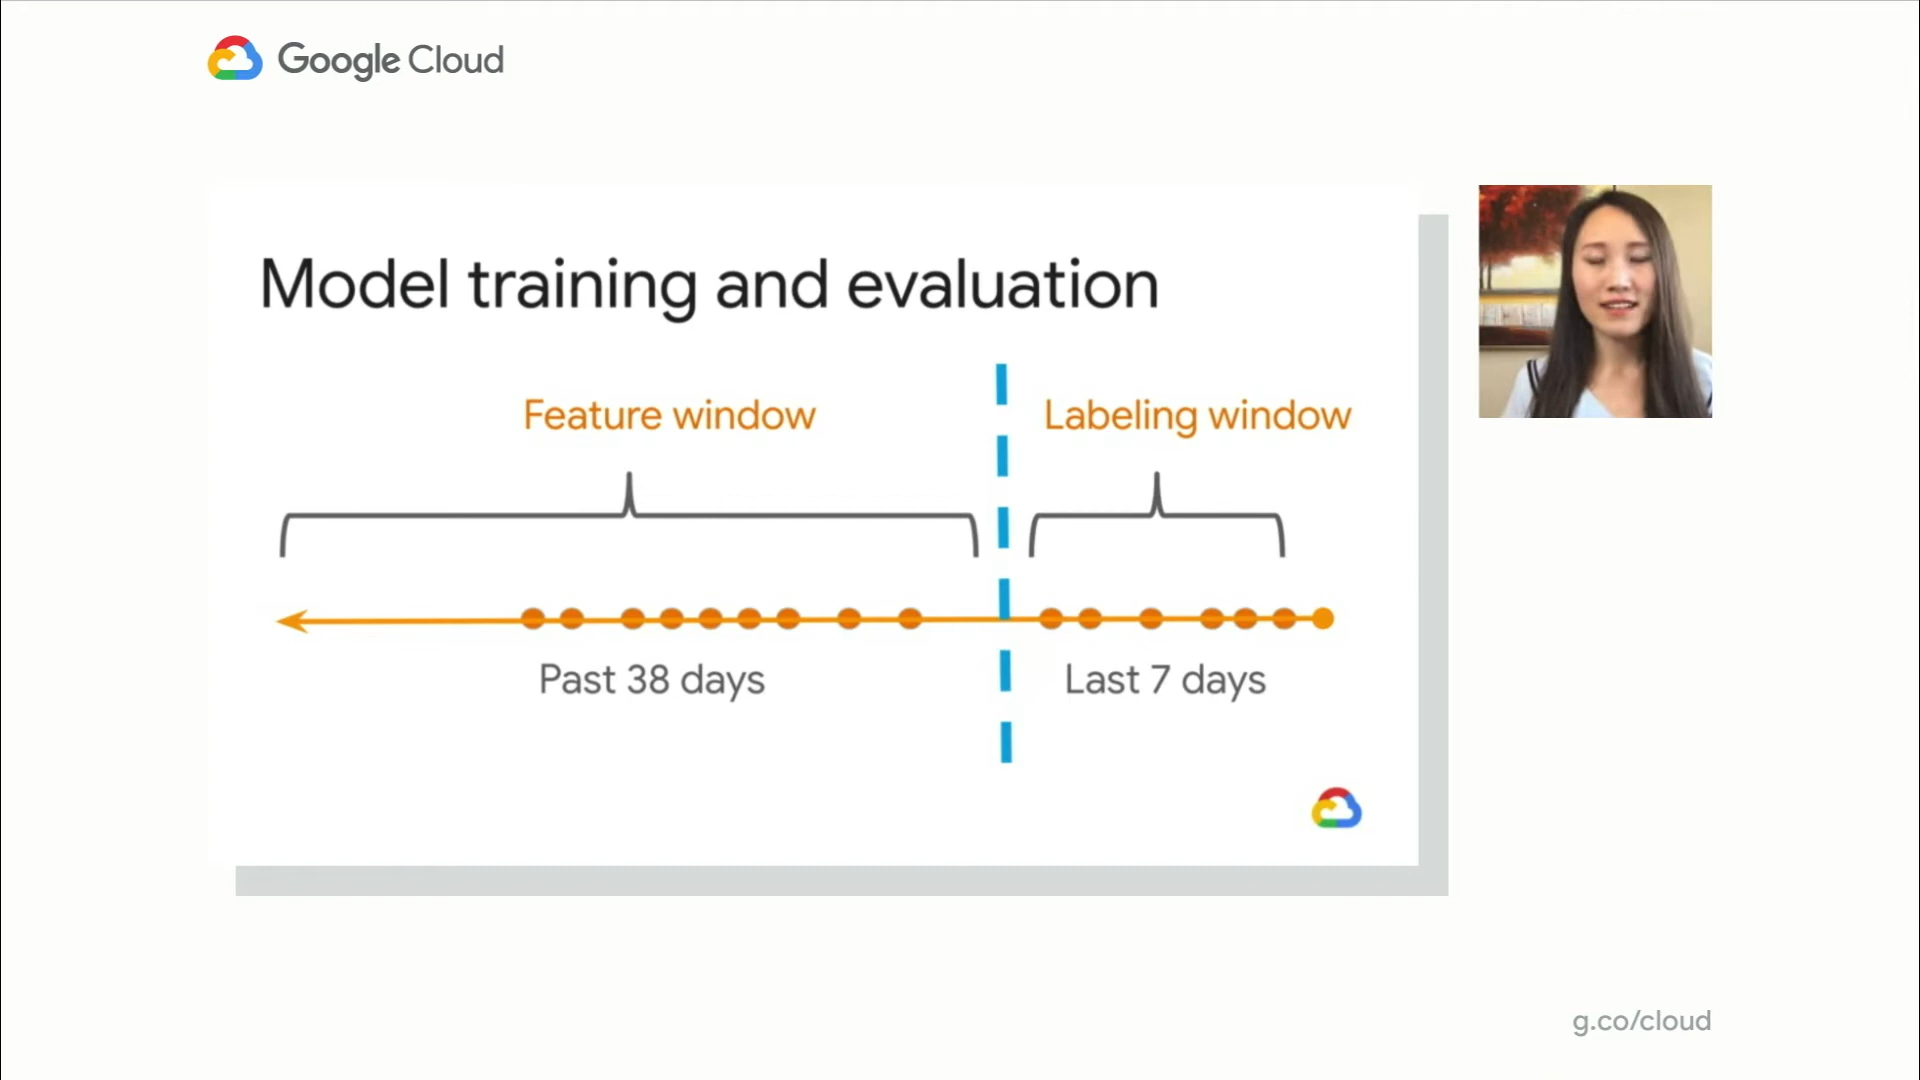 Google Cloud
Model training and evaluation
Feature window
Labeling window
Past 38 days
Last 7 days
g.co/cloud